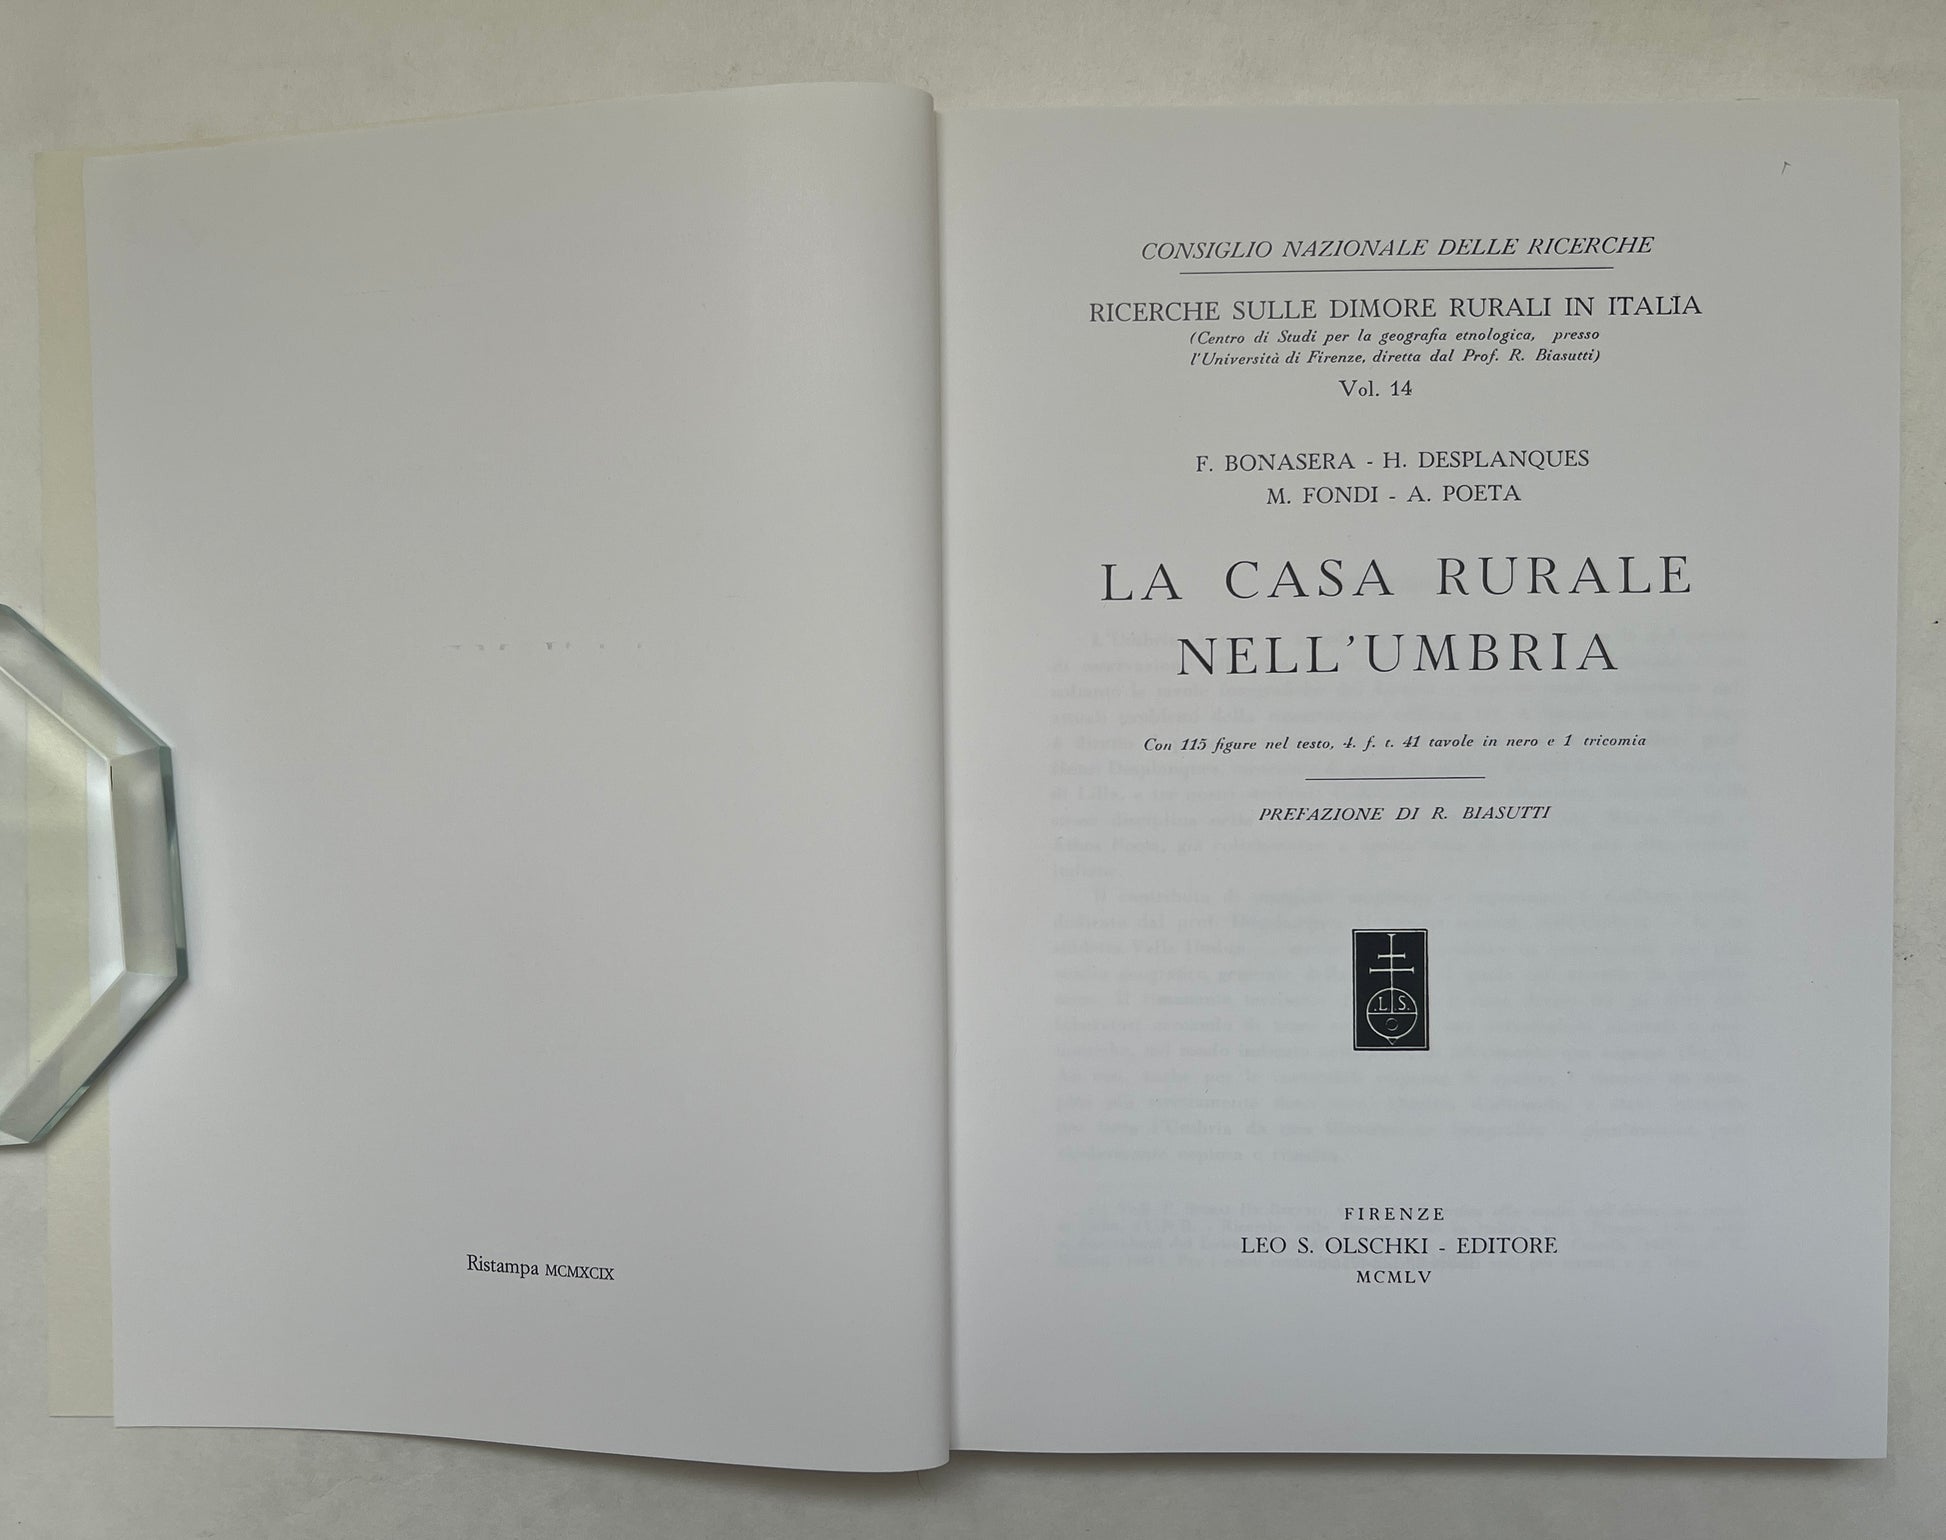 Ristampa MCMXCIX
CONSIGLIO NAZIONALE DELLE RICERCHE
RICERCHE SULLE DIMORE RURALI IN ITALIA
(Centro di Studi per la geografia etnologica, presso
l'Università di Firenze, diretta dal Prof. R. Biasutti)
Vol. 14
F. BONASERA - H. DESPLANQUES
M. FONDI - A. POETA
LA CASA RURALE
NELL'UMBRIA
Con 115 figure nel testo, 4. f. t. 41 tavole in nero e 1 tricomia
PREFAZIONE DI R. BIASUTTI
.L.S.
O
FIRENZE
LEO S. OLSCHKI - EDITORE
MCMLV